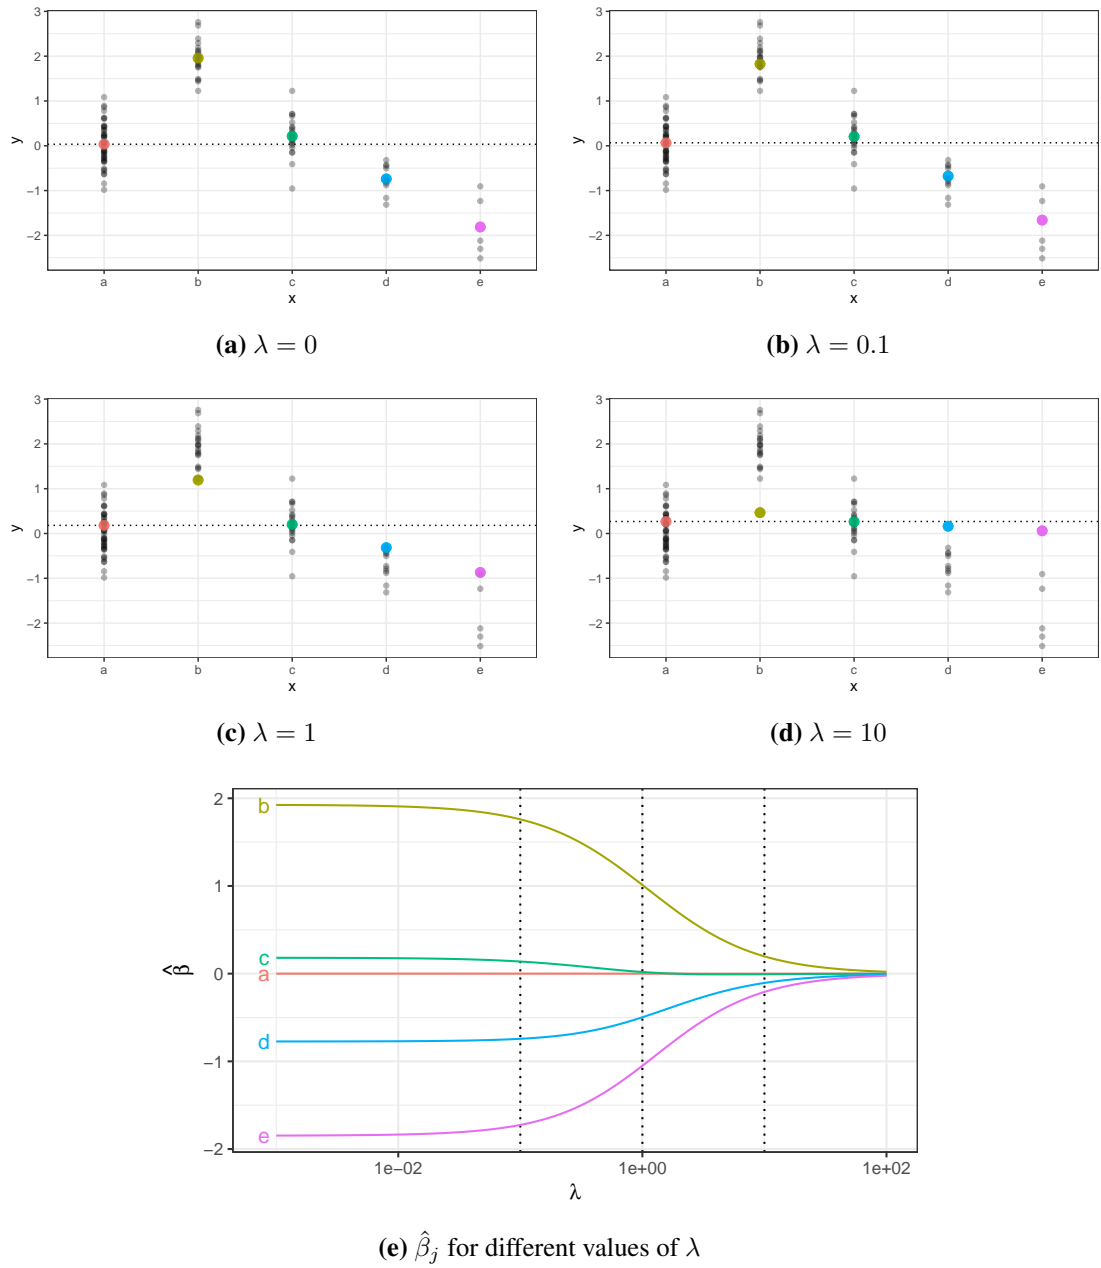 3
2
1
0
−1
−2
y
a b c d e
x
(a) λ = 0
3
2
1
0
−1
−2
y
a b c d e
x
(b) λ = 0.1
3
2
1
0
−1
−2
y
a b c d e
x
(c) λ = 1
3
2
1
0
−1
−2
y
a b c d e
x
(d) λ = 10
2
1
0
−1
−2
β̂
b
c
a
d
e
1e−02 1e+00 1e+02
λ
(e) β̂ⱼ for different values of λ